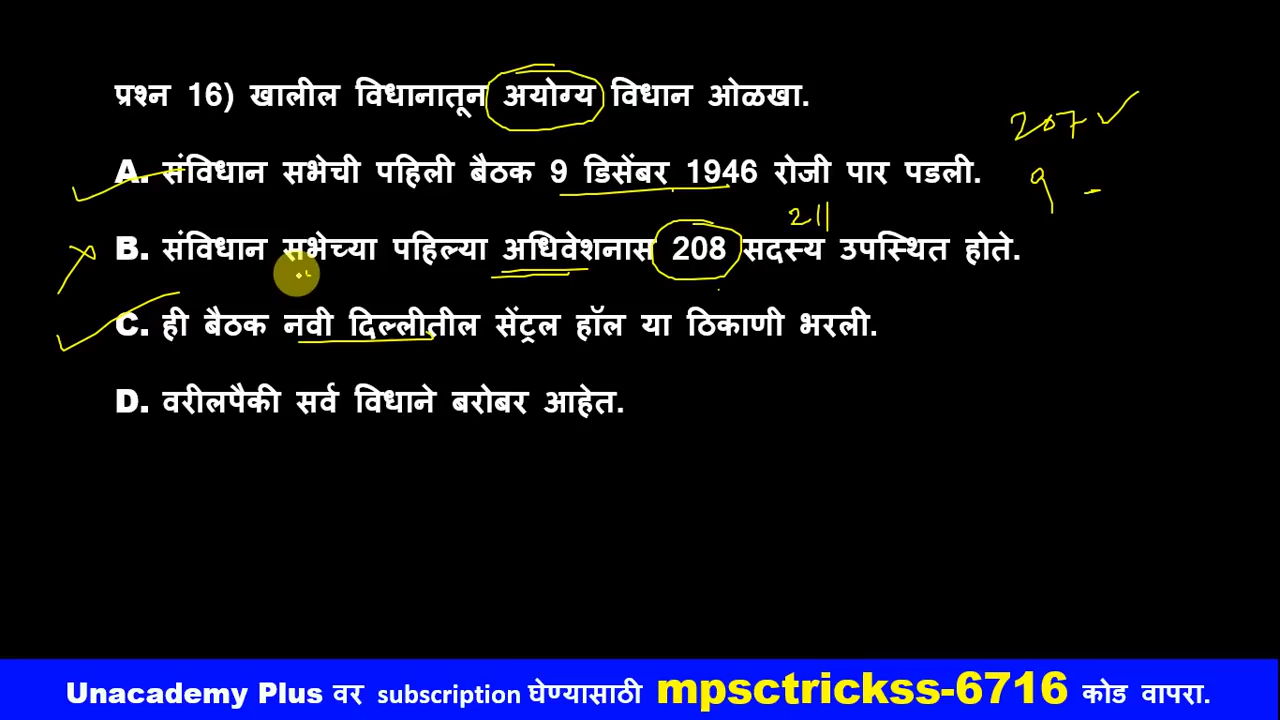 प्रश्न 16) खालील विधानातून अयोग्य विधान ओळखा.
207
A. संविधान सभेची पहिली बैठक 9 डिसेंबर 1946 रोजी पार पडली.
9 -
211
B. संविधान सभेच्या पहिल्या अधिवेशनास 208 सदस्य उपस्थित होते.
C. ही बैठक नवी दिल्लीतील सेंट्रल हॉल या ठिकाणी भरली.
D. वरीलपैकी सर्व विधाने बरोबर आहेत.
Unacademy Plus वर subscription घेण्यासाठी mpsctrickss-6716 कोड वापरा.